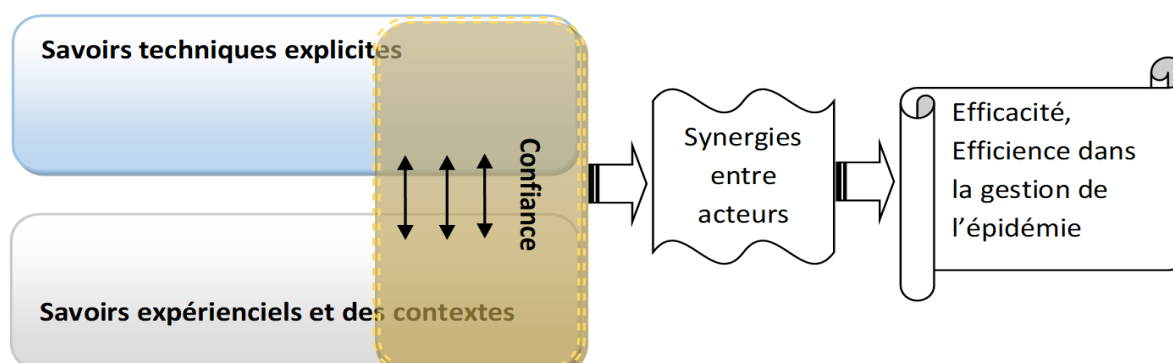 Savoirs techniques explicites
Confiance
Savoirs expérienciels et des contextes
Synergies
entre
acteurs
Efficacité,
Efficience dans
la gestion de
l’épidémie